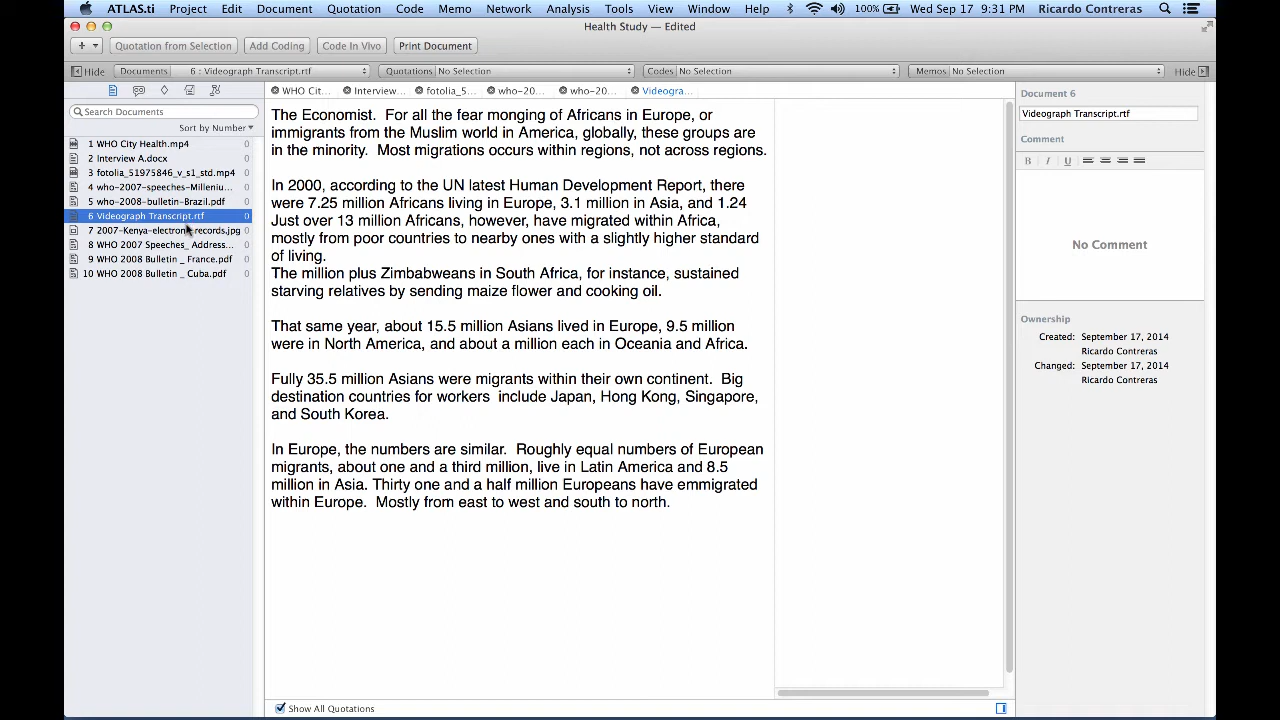 ATLAS.ti Project Edit Document Quotation Code Memo Network Analysis Tools View Window Help 100% Wed Sep 17 9:31 PM Ricardo Contreras
Health Study — Edited
+ Quotation from Selection Add Coding Code In Vivo Print Document
Hide Documents 6 : Videograph Transcript.rtf Quotations No Selection Codes No Selection Memos No Selection Hide
WHO Cit... Interview... fotolia_5... who-20... who-20... Videogra...
Search Documents
Sort by Number
1 WHO City Health.mp4 0
2 Interview A.docx 0
3 fotolia_51975846_v_s1_std.mp4 0
4 who-2007-speeches-Milleniu... 0
5 who-2008-bulletin-Brazil.pdf 0
6 Videograph Transcript.rtf 0
7 2007-Kenya-electronic-records.jpg 0
8 WHO 2007 Speeches_ Address... 0
9 WHO 2008 Bulletin _ France.pdf 0
10 WHO 2008 Bulletin _ Cuba.pdf 0
The Economist. For all the fear monging of Africans in Europe, or
immigrants from the Muslim world in America, globally, these groups are
in the murority. Most migrations occurs within regions, not across regions.
In 2000, according to the UN latest Human Development Report, there
were 7.25 million Africans living in Europe, 3.1 million in Asia, and 1.24
Just over 13 million Africans, however, have migrated within Africa,
mostly from poor countries to nearby ones with a slightly higher standard
of living.
The million plus Zimbabweans in South Africa, for instance, sustained
starving relatives by sending maize flower and cooking oil.
That same year, about 15.5 million Asians lived in Europe, 9.5 million
were in North America, and about a million each in Oceania and Africa.
Fully 35.5 million Asians were migrants within their own continent. Big
destination countries for workers include Japan, Hong Kong, Singapore,
and South Korea.
In Europe, the numbers are similar. Roughly equal numbers of European
migrants, about one and a third million, live in Latin America and 8.5
million in Asia. Thirty one and a half million Europeans have emmigrated
within Europe. Mostly from east to west and south to north.
Show All Quotations
Document 6
Videograph Transcript.rtf
Comment
B I U
No Comment
Ownership
Created: September 17, 2014
Ricardo Contreras
Changed: September 17, 2014
Ricardo Contreras